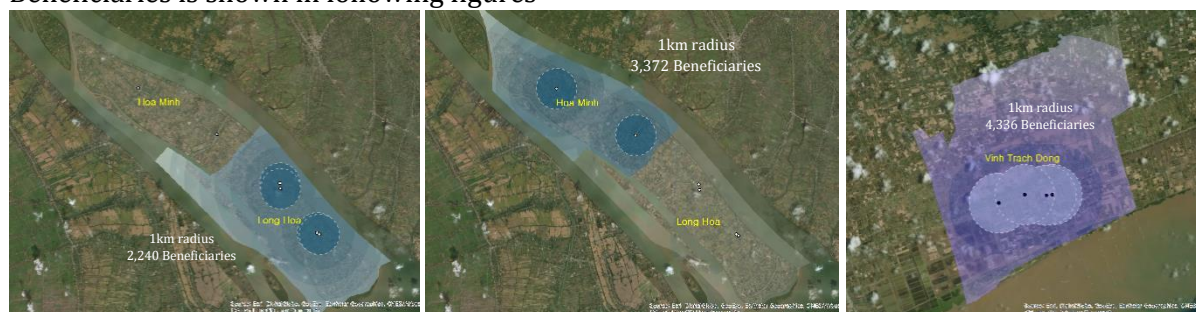 Beneficiaries is shown in following figures
Hoa Minh
Long Hoa
1km radius
2,240 Beneficiaries
1km radius
3,372 Beneficiaries
Hoa Minh
Long Hoa
1km radius
4,336 Beneficiaries
Vinh Trach Dong